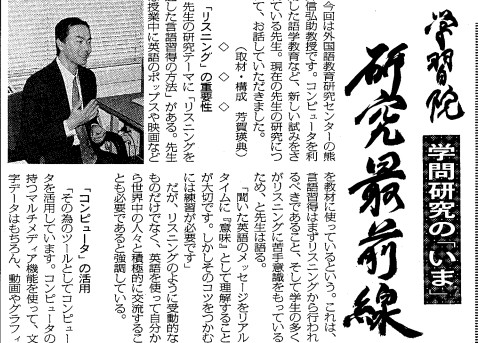 学習院
研究最前線
学問研究の「いま」
今回は外国語教育研究センターの熊
信弘助教授です。コンピュータを利
した語学教育など、新しい試みをさ
ている先生。現在の先生の研究につ
て、お話していただきました。
（取材・構成　芳賀瑛典）
◇　◇　◇
「リスニング」の重要性
先生の研究テーマに「リスニングを
した言語習得の方法」がある。先生
授業中に英語のポップスや映画など
を教材に使っているという。これは、
言語習得はまずリスニングから行われ
るべきであること、そして学生の多く
がリスニングに苦手意識をもっている
ため、と先生は語る。
「聞いた英語のメッセージをリアル
タイムに『意味』として理解すること
が大切です。しかしそのコツをつかむ
には練習が必要です」
だが、リスニングのように受動的な
ものだけでなく、英語を使って自分か
ら世界中の人々と積極的に交流するこ
とも必要であると強調している。
「コンピュータ」の活用
「その為のツールとしてコンピュー
タを活用しています。コンピュータの
持つマルチメディア機能を使って、文
字データはもちろん、動画やグラフィ